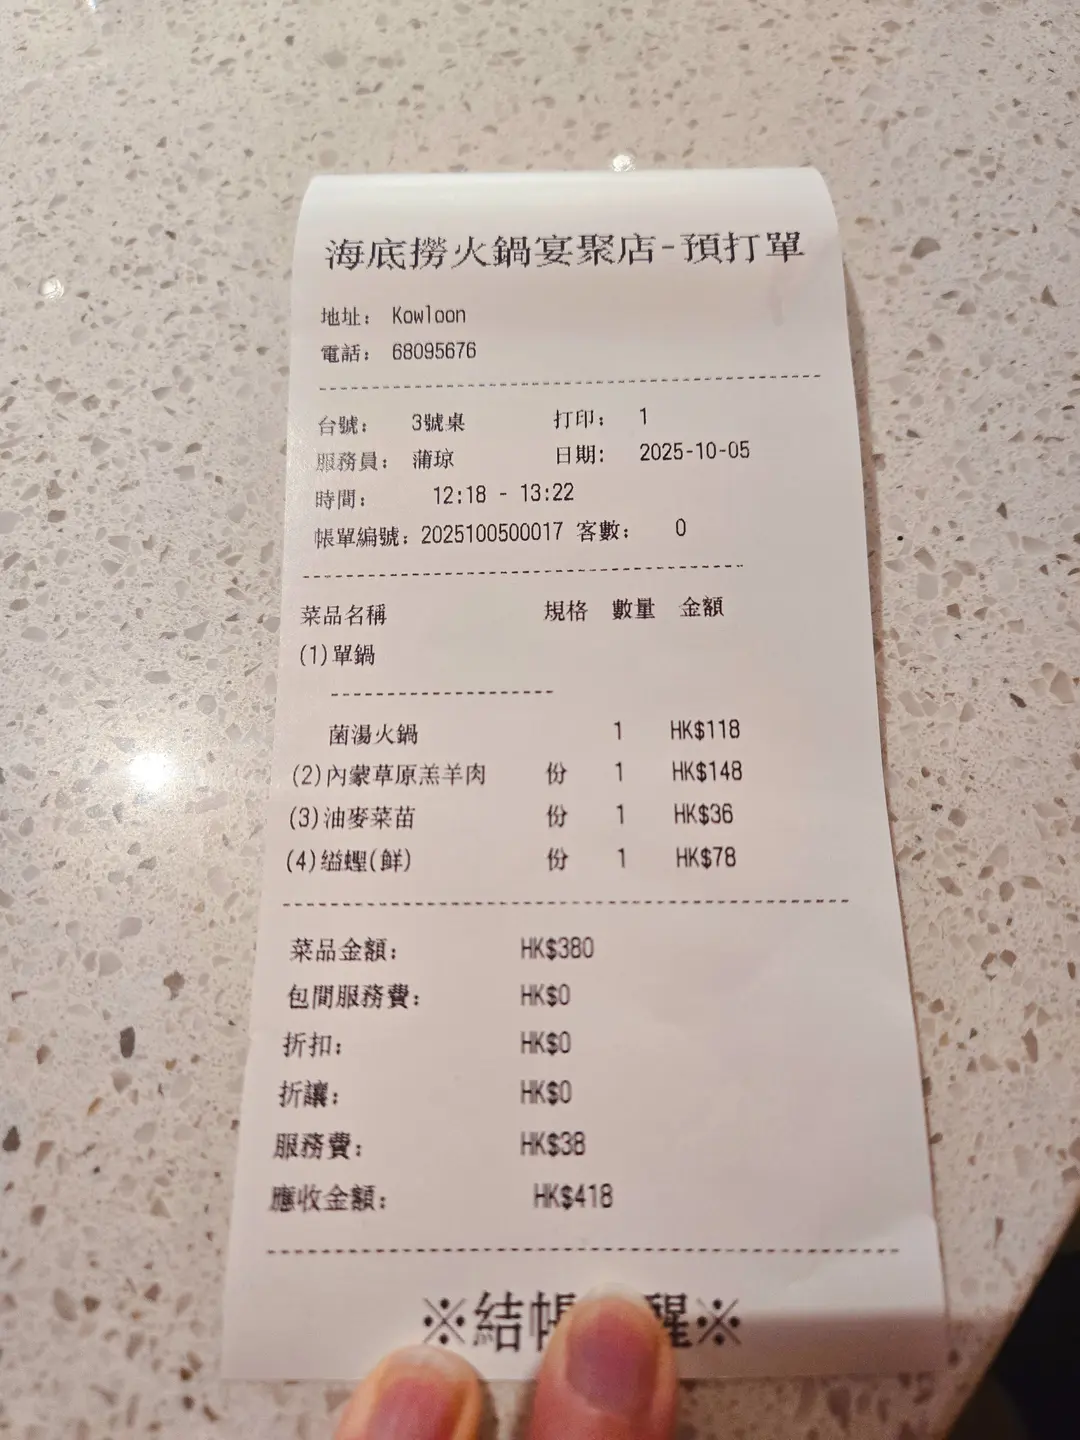 海底撈火鍋宴聚店-預打單
地址： Kowloon
電話： 68095676
台號： 3號桌 打印： 1
服務員： 蒲琼 日期： 2025-10-05
時間： 12:18 - 13:22
帳單編號：2025100500017 客數： 0
菜品名稱 規格 數量 金額
(1)單鍋
菌湯火鍋 1 HK$118
(2)內蒙草原羔羊肉 份 1 HK$148
(3)油麥菜苗 份 1 HK$36
(4)缢蟶(鮮) 份 1 HK$78
菜品金額： HK$380
包間服務費： HK$0
折扣： HK$0
折讓： HK$0
服務費： HK$38
應收金額： HK$418
※結帳 醒※